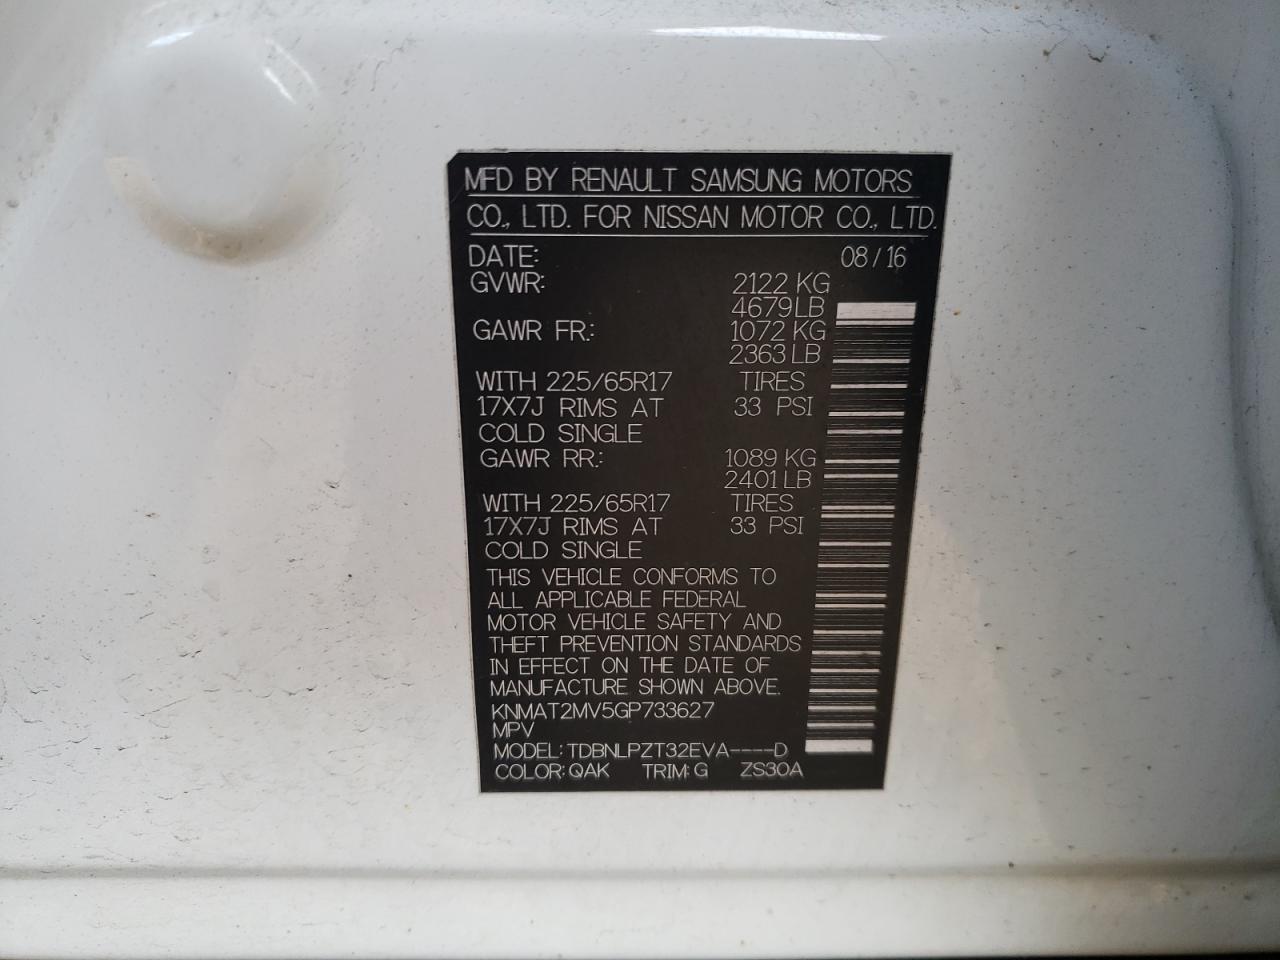 MFD BY RENAULT SAMSUNG MOTORS
CO., LTD. FOR NISSAN MOTOR CO., LTD.
DATE: 08/16
GVWR: 2122 KG
4679LB
GAWR FR.: 1072 KG
2363LB
WITH 225/65R17 TIRES
17X7J RIMS AT 33 PSI
COLD SINGLE
GAWR RR.: 1089 KG
2401LB
WITH 225/65R17 TIRES
17X7J RIMS AT 33 PSI
COLD SINGLE
THIS VEHICLE CONFORMS TO
ALL APPLICABLE FEDERAL
MOTOR VEHICLE SAFETY AND
THEFT PREVENTION STANDARDS
IN EFFECT ON THE DATE OF
MANUFACTURE SHOWN ABOVE.
KNMAT2MV5GP733627
MPV
MODEL: TDBNLPZT32EVA----D
COLOR: QAK TRIM: G ZS30A